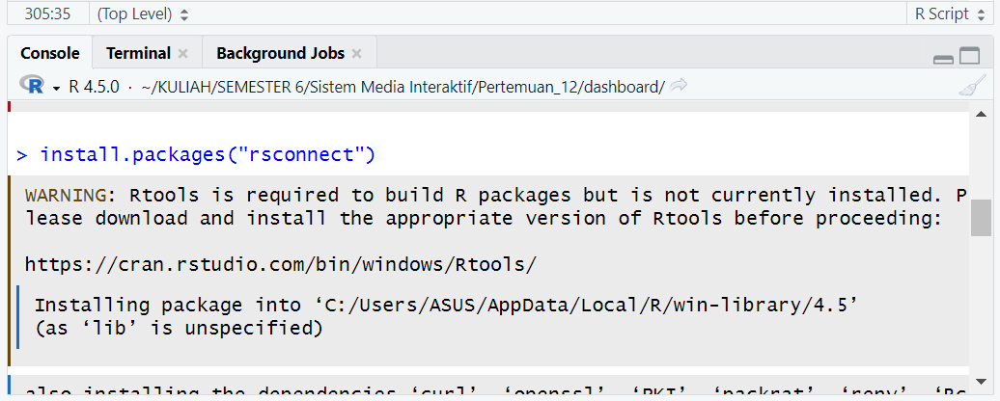 305:35 (Top Level) R Script
Console Terminal Background Jobs
R 4.5.0 · ~/KULIAH/SEMESTER 6/Sistem Media Interaktif/Pertemuan_12/dashboard/
> install.packages("rsconnect")
WARNING: Rtools is required to build R packages but is not currently installed. P
lease download and install the appropriate version of Rtools before proceeding:
https://cran.rstudio.com/bin/windows/Rtools/
Installing package into ‘C:/Users/ASUS/AppData/Local/R/win-library/4.5’
(as ‘lib’ is unspecified)
also installing the dependencies ‘curl’, ‘openssl’, ‘PKI’, ‘packrat’, ‘renv’,